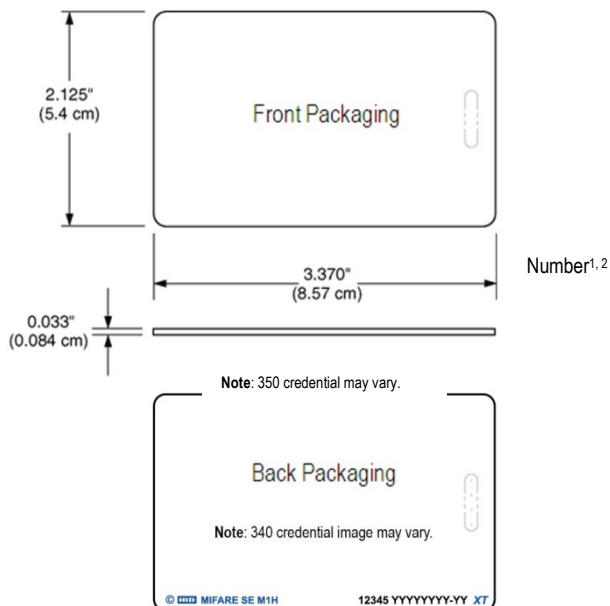 2.125"
(5.4 cm)
Front Packaging
3.370"
(8.57 cm)
Number1, 2
0.033"
(0.084 cm)
Note: 350 credential may vary.
Back Packaging
Note: 340 credential image may vary.
© HID MIFARE SE M1H 12345 YYYYYYYY-YY XT